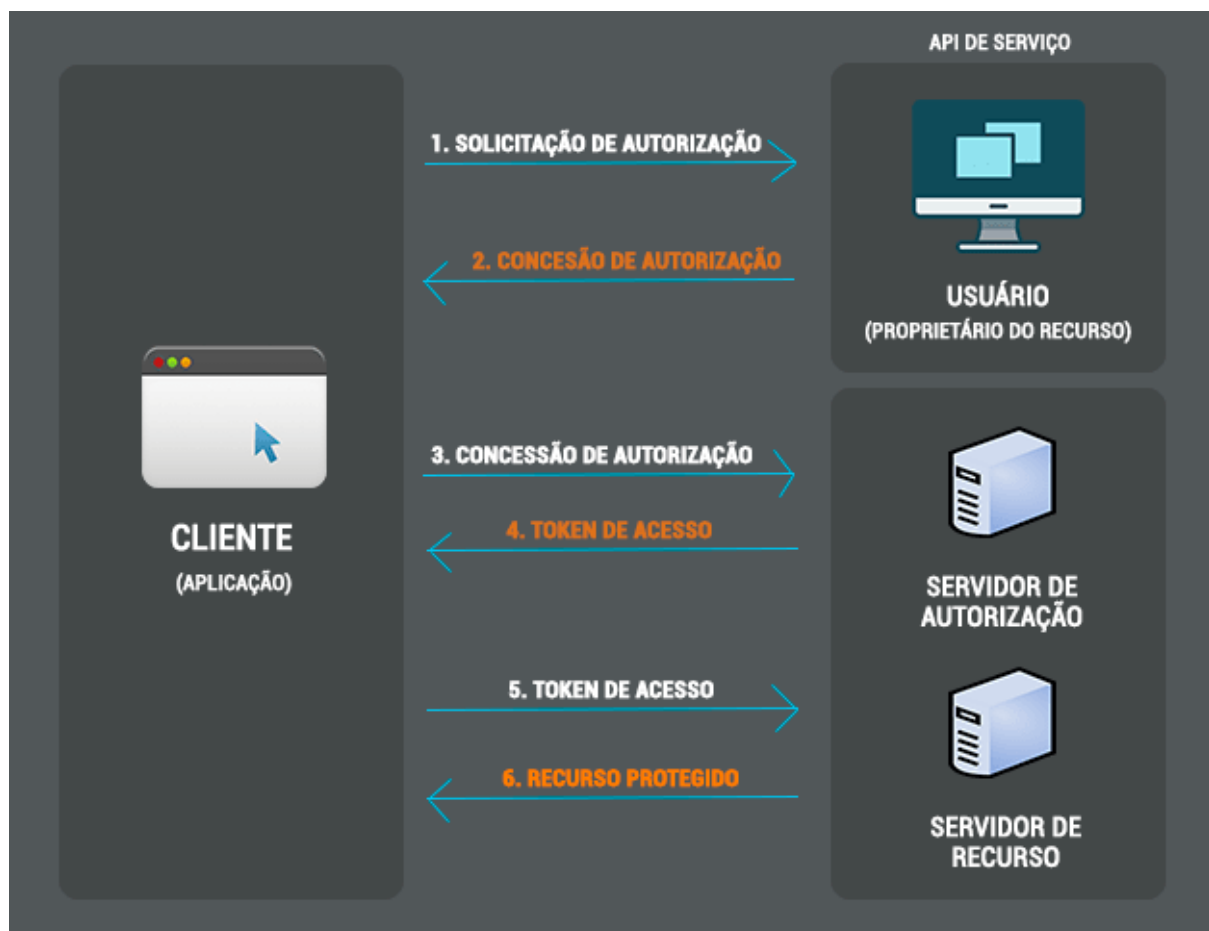 API DE SERVIÇO
1. SOLICITAÇÃO DE AUTORIZAÇÃO
2. CONCESÃO DE AUTORIZAÇÃO
USUÁRIO
(PROPRIETÁRIO DO RECURSO)
3. CONCESSÃO DE AUTORIZAÇÃO
4. TOKEN DE ACESSO
CLIENTE
(APLICAÇÃO)
SERVIDOR DE
AUTORIZAÇÃO
5. TOKEN DE ACESSO
6. RECURSO PROTEGIDO
SERVIDOR DE
RECURSO